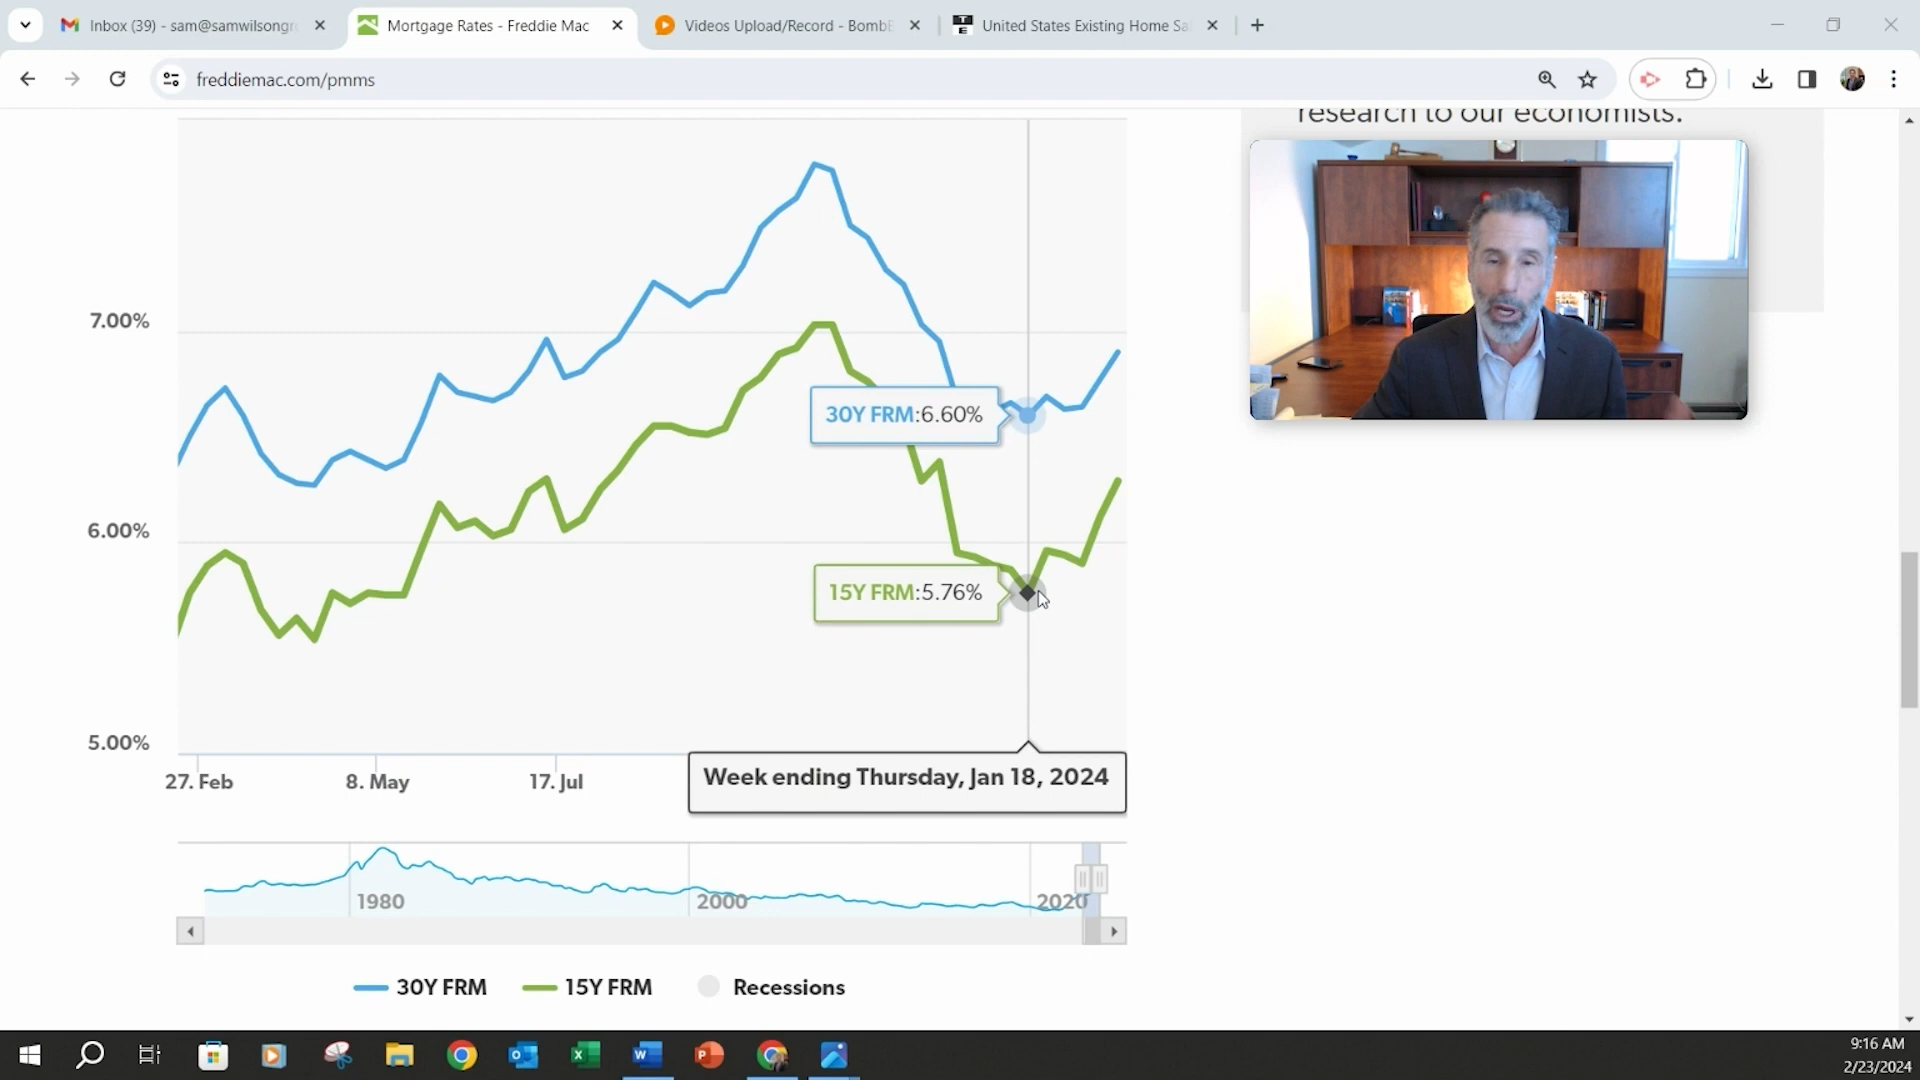 Inbox (39) - sam@samwilsongr
Mortgage Rates - Freddie Mac
Videos Upload/Record - BombB
United States Existing Home Sa
freddiemac.com/pmms
research to our economists.
7.00%
6.00%
5.00%
30Y FRM:6.60%
15Y FRM:5.76%
27. Feb
8. May
17. Jul
Week ending Thursday, Jan 18, 2024
1980
2000
2020
30Y FRM
15Y FRM
Recessions
9:16 AM
2/23/2024